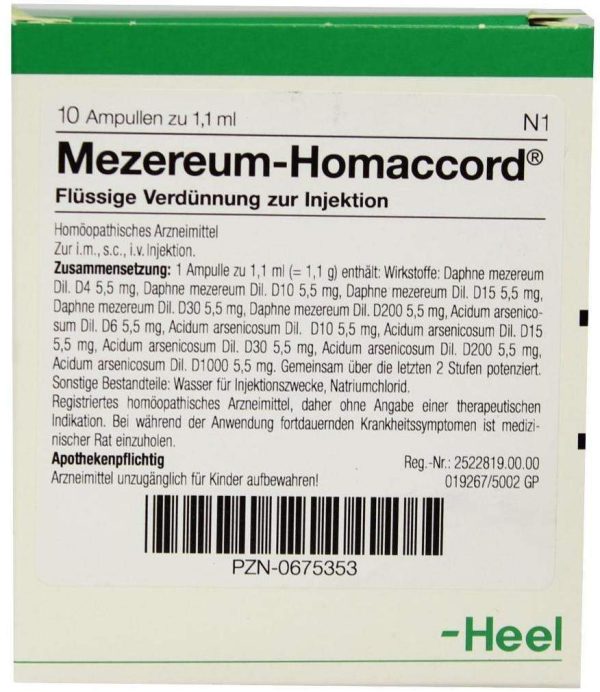 10 Ampullen zu 1,1 ml N1
Mezereum-Homaccord®
Flüssige Verdünnung zur Injektion
Homöopathisches Arzneimittel
Zur i.m., s.c., i.v. Injektion.
Zusammensetzung: 1 Ampulle zu 1,1 ml (= 1,1 g) enthält: Wirkstoffe: Daphne mezereum
Dil. D4 5,5 mg, Daphne mezereum Dil. D10 5,5 mg, Daphne mezereum Dil. D15 5,5 mg,
Daphne mezereum Dil. D30 5,5 mg, Daphne mezereum Dil. D200 5,5 mg, Acidum arsenico-
sum Dil. D6 5,5 mg, Acidum arsenicosum Dil. D10 5,5 mg, Acidum arsenicosum Dil. D15
5,5 mg, Acidum arsenicosum Dil. D30 5,5 mg, Acidum arsenicosum Dil. D200 5,5 mg,
Acidum arsenicosum Dil. D1000 5,5 mg. Gemeinsam über die letzten 2 Stufen potenziert.
Sonstige Bestandteile: Wasser für Injektionszwecke, Natriumchlorid.
Registriertes homöopathisches Arzneimittel, daher ohne Angabe einer therapeutischen
Indikation. Bei während der Anwendung fortdauernden Krankheitssymptomen ist medizi-
nischer Rat einzuholen.
Apothekenpflichtig Reg.-Nr.: 2522819.00.00
Arzneimittel unzugänglich für Kinder aufbewahren! 019267/5002 GP
PZN-0675353
-Heel